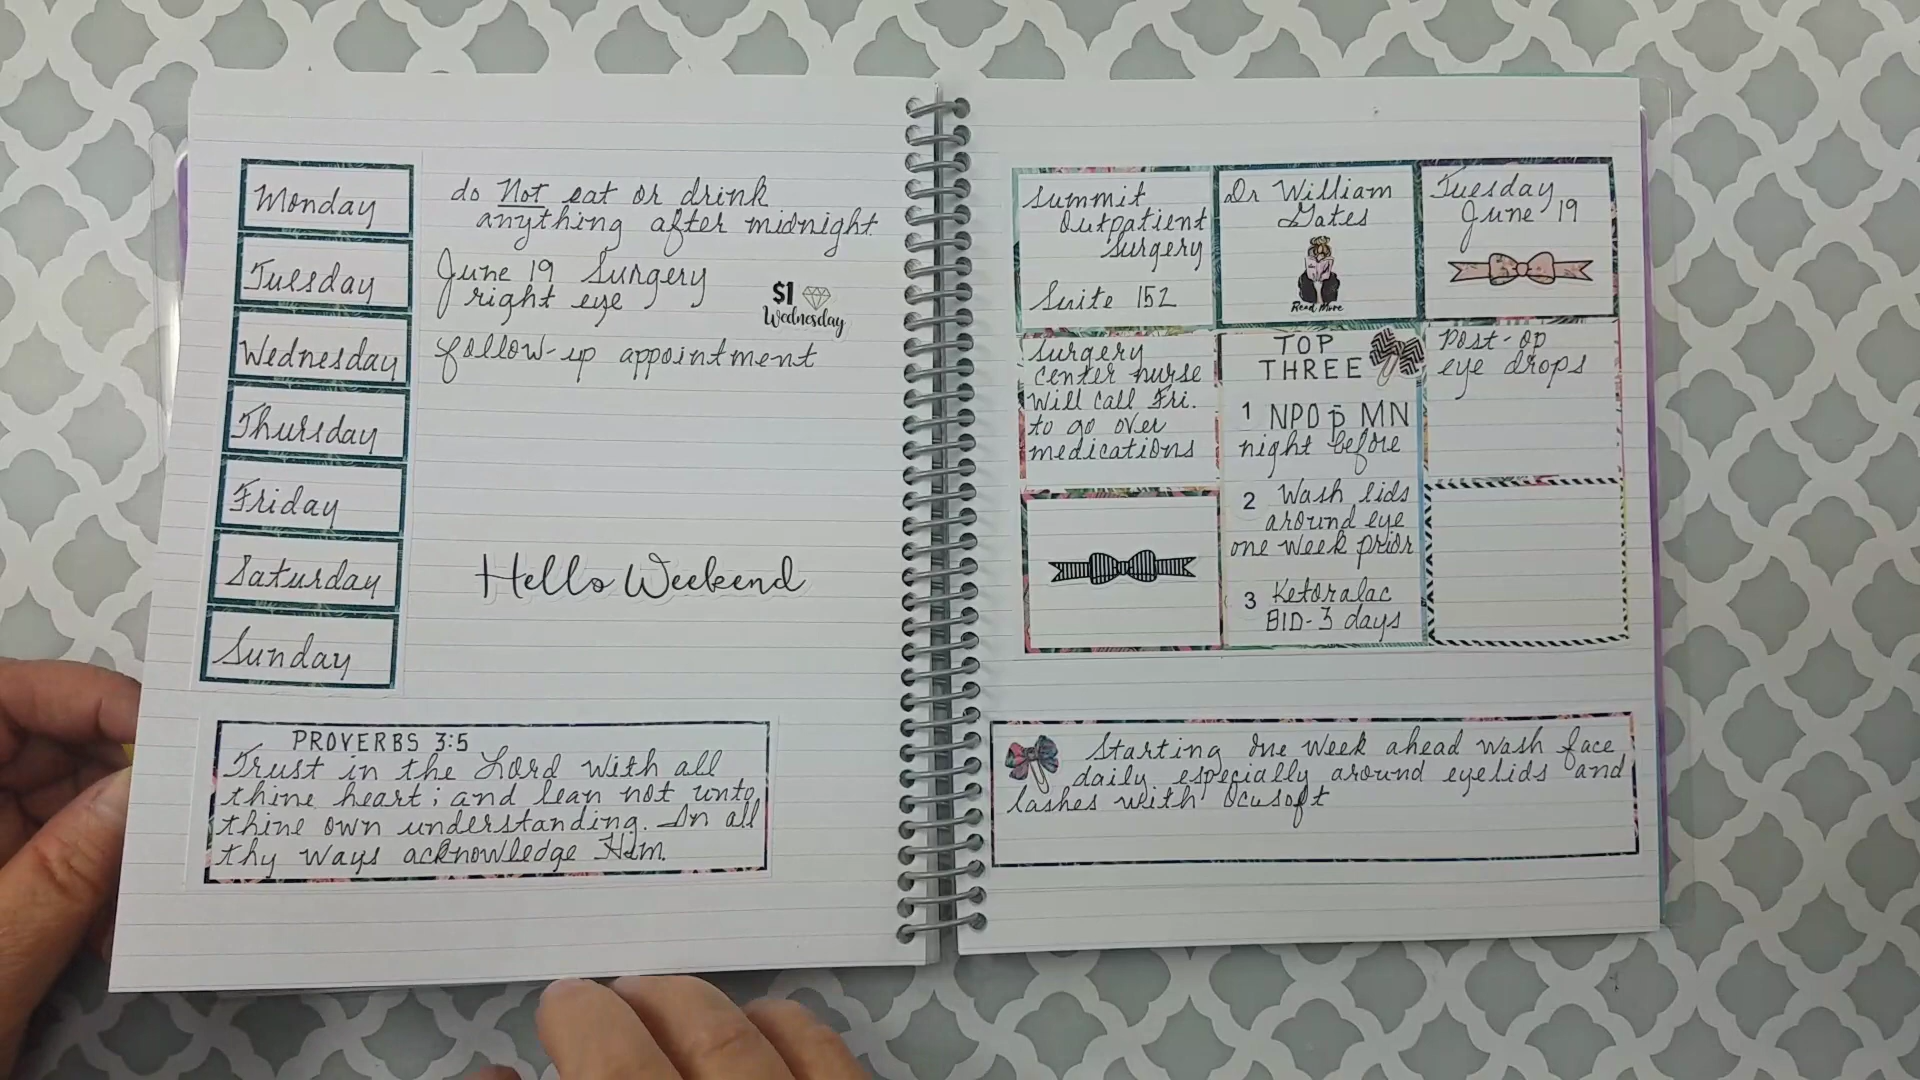 Monday
do Not eat or drink
anything after midnight
Tuesday
June 19 Surgery
right eye
$1
Wednesday
Wednesday
follow-up appointment
Thursday
Friday
Saturday
Hello Weekend
Sunday
PROVERBS 3:5
Trust in the Lord with all
thine heart; and lean not unto
thine own understanding. In all
thy ways acknowledge Him.
Summit
Outpatient
Surgery
Suite 152
Dr William
Gates
Read More
Tuesday
June 19
Surgery
center nurse
will call Fri.
to go over
medications
TOP
THREE
1 NPO p̄ MN
night before
2 Wash lids
around eye
one week prior
3 Ketoralac
BID- 3 days
Post-op
eye drops
Starting one week ahead wash face
daily especially around eyelids and
lashes with Ocusoft